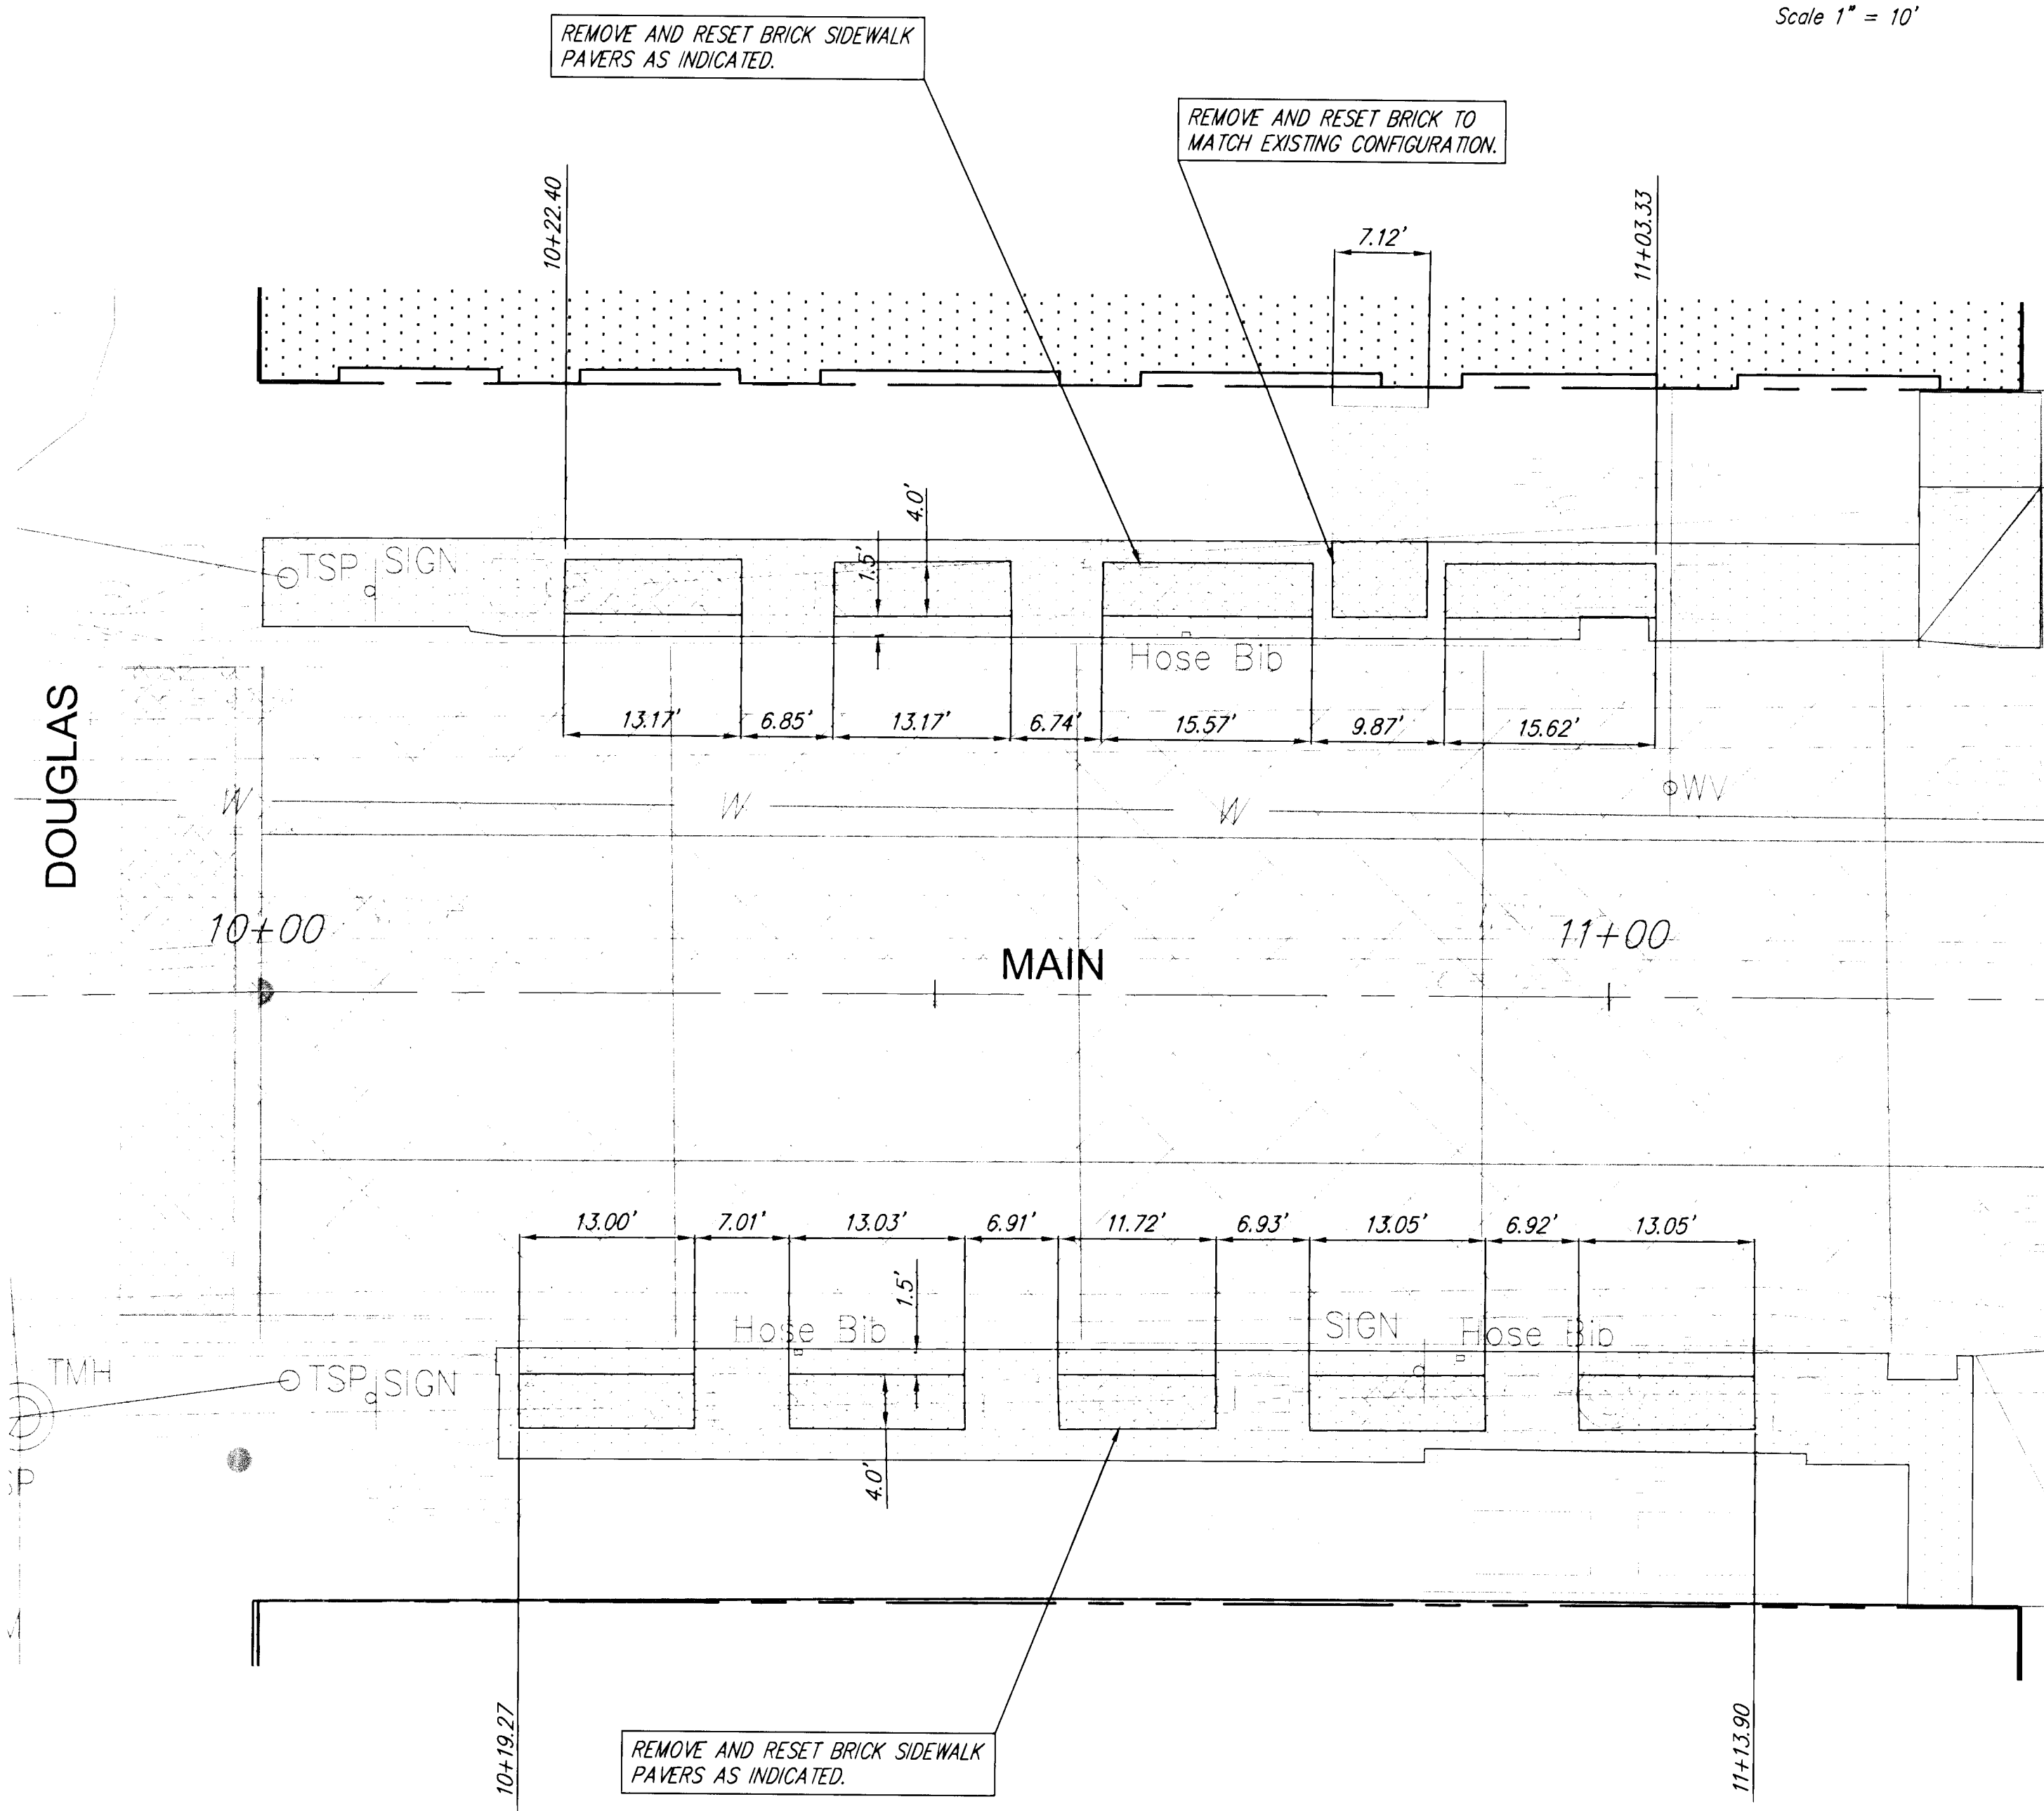 Scale 1" = 10'
REMOVE AND RESET BRICK SIDEWALK
PAVERS AS INDICATED.
REMOVE AND RESET BRICK TO
MATCH EXISTING CONFIGURATION.
10+22.40
11+03.33
7.12'
4.0'
1.5'
TSP
SIGN
Hose Bib
13.17'
6.85'
13.17'
6.74'
15.57'
9.87'
15.62'
DOUGLAS
W
W
W
WV
10+00
MAIN
11+00
13.00'
7.01'
13.03'
6.91'
11.72'
6.93'
13.05'
6.92'
13.05'
1.5'
Hose Bib
SIGN
Hose Bib
TMH
TSP
SIGN
4.0'
10+19.27
11+13.90
REMOVE AND RESET BRICK SIDEWALK
PAVERS AS INDICATED.